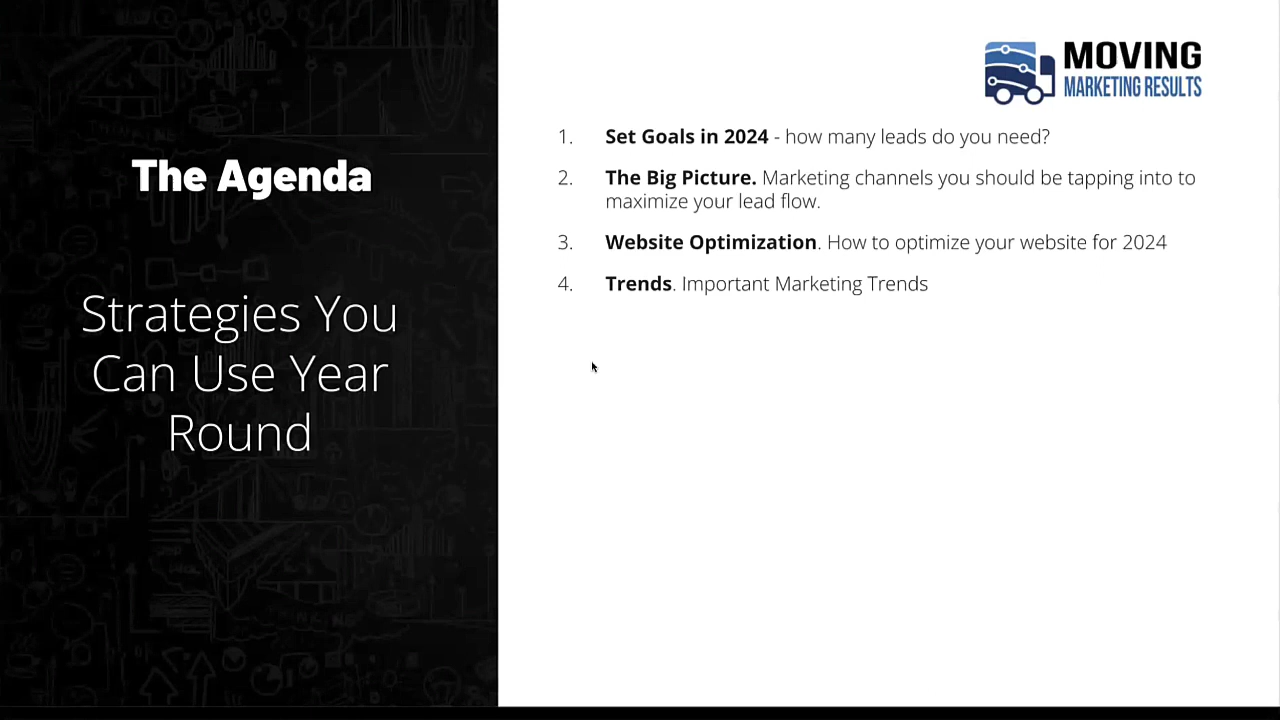 The Agenda
Strategies You
Can Use Year
Round
MOVING
MARKETING RESULTS
1. Set Goals in 2024 - how many leads do you need?
2. The Big Picture. Marketing channels you should be tapping into to
maximize your lead flow.
3. Website Optimization. How to optimize your website for 2024
4. Trends. Important Marketing Trends